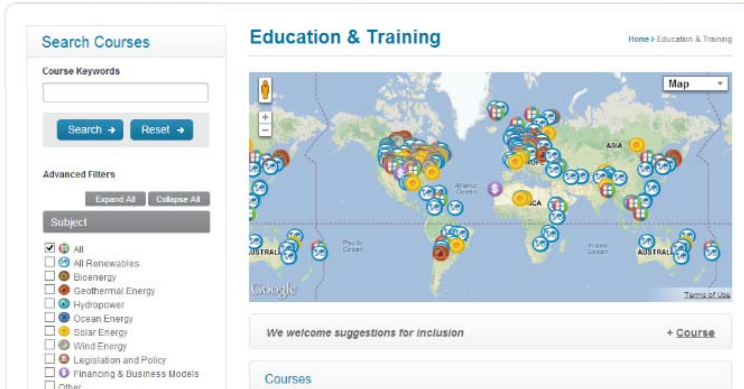 Search Courses
Course Keywords
Search
Reset
Advanced Filters
Expand All
Collapse All
Subject
All
All Renewables
Bioenergy
Geothermal Energy
Hydropower
Ocean Energy
Solar Energy
Wind Energy
Legislation and Policy
Financing & Business Models
Other
Education & Training
Home > Education & Training
Map
ASIA
Atlantic
Ocean
Pacific
Ocean
Indian
Ocean
Google
Terms of Use
We welcome suggestions for inclusion
+ Course
Courses